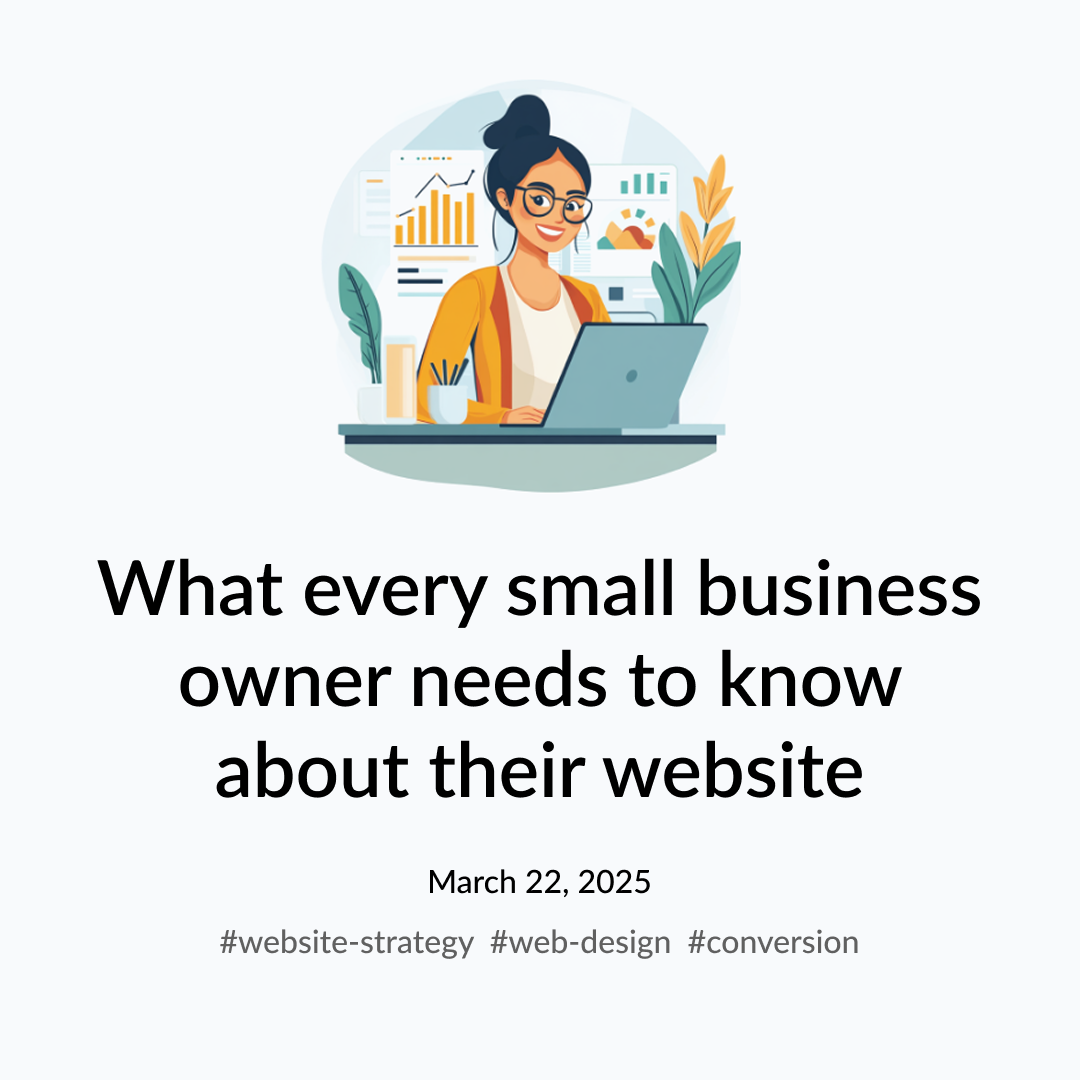 What every small business
owner needs to know
about their website
March 22, 2025
#website-strategy #web-design #conversion